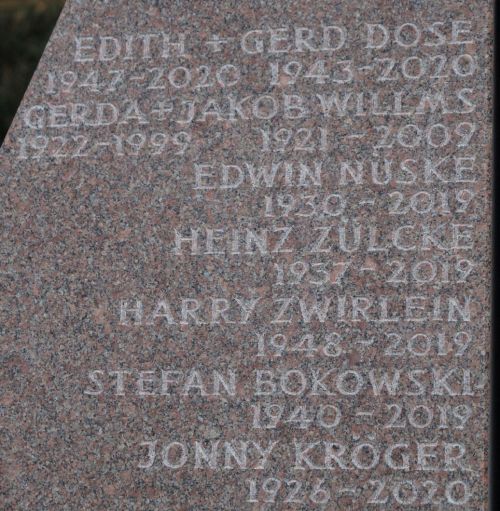 EDITH + GERD DOSE
1947-2020 1943-2020
GERDA + JAKOB WILLMS
1922-1999 1921 - 2009
EDWIN NÜSKE
1930 - 2019
HEINZ ZÜLCKE
1937 - 2019
HARRY ZWIRLEIN
1948 - 2019
STEFAN BOKOWSKI
1940 - 2019
JONNY KRÖGER
1926 - 2020